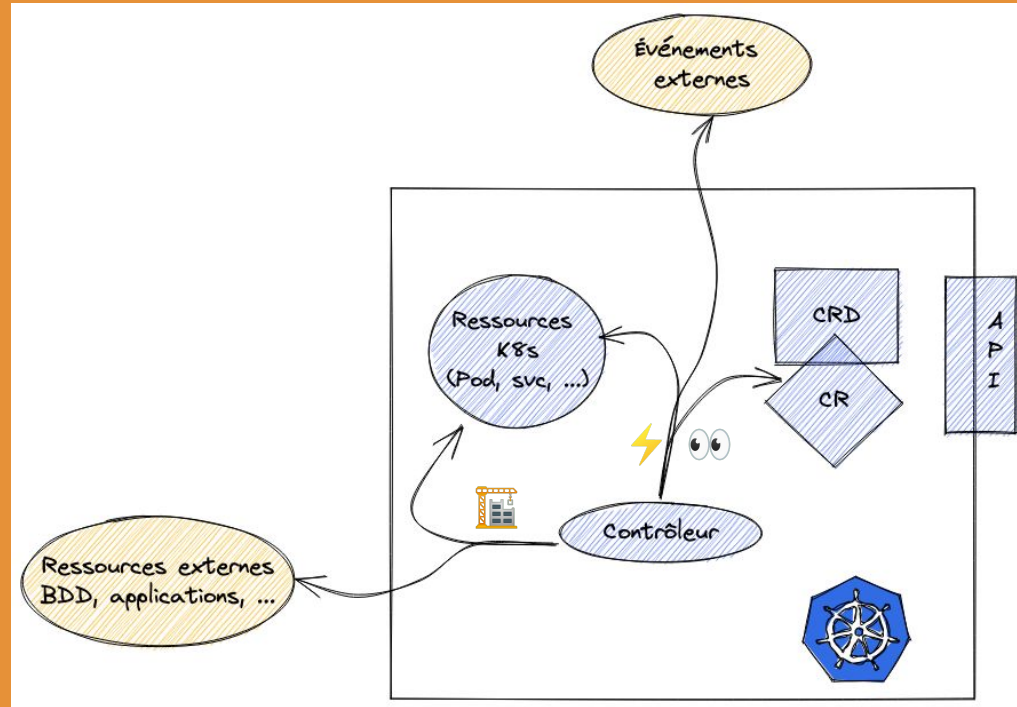 Événements
externes
Ressources
K8s
(Pod, svc, ...)
CRD
CR
A
P
I
Contrôleur
Ressources externes
BDD, applications, ...